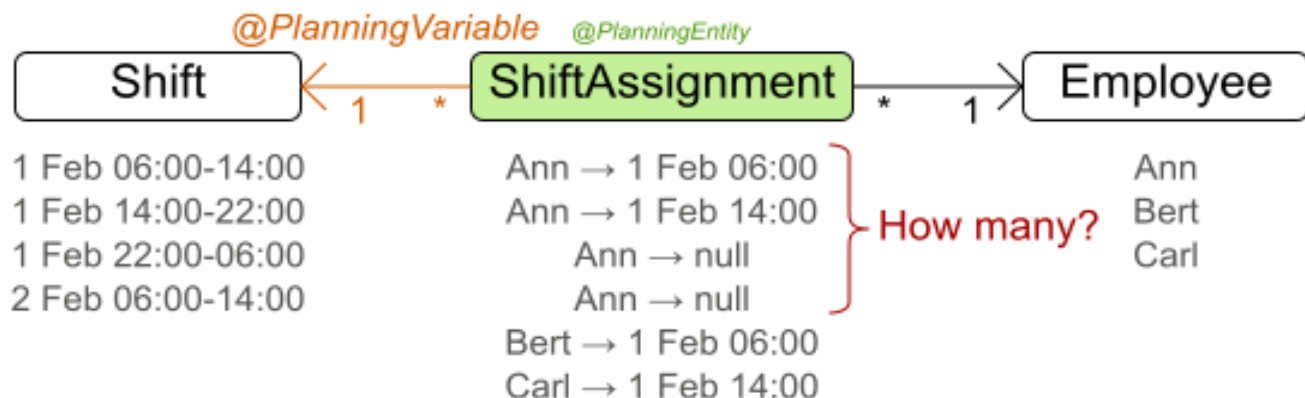 @PlanningVariable @PlanningEntity
Shift 1 * ShiftAssignment * 1 Employee
1 Feb 06:00-14:00
1 Feb 14:00-22:00
1 Feb 22:00-06:00
2 Feb 06:00-14:00
Ann → 1 Feb 06:00
Ann → 1 Feb 14:00
Ann → null
Ann → null
Bert → 1 Feb 06:00
Carl → 1 Feb 14:00
How many?
Ann
Bert
Carl